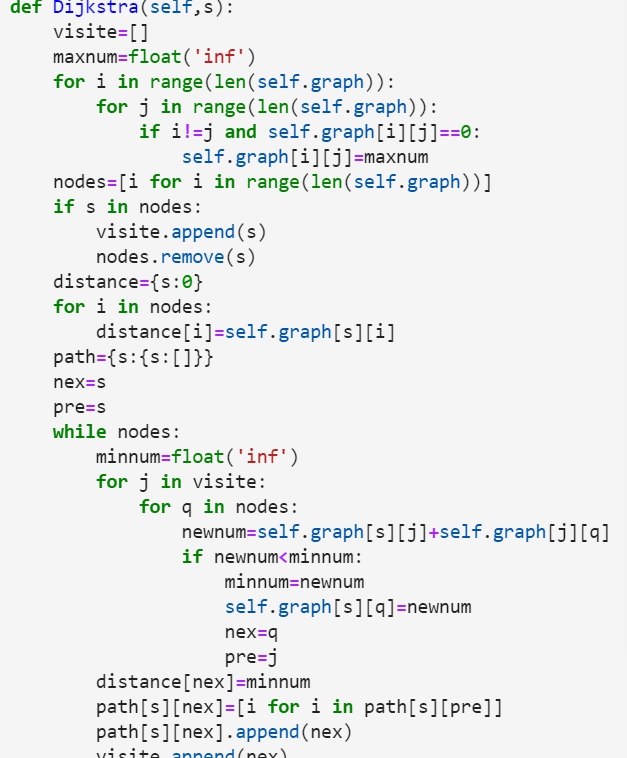 def Dijkstra(self,s):
    visite=[]
    maxnum=float('inf')
    for i in range(len(self.graph)):
        for j in range(len(self.graph)):
            if i!=j and self.graph[i][j]==0:
                self.graph[i][j]=maxnum
    nodes=[i for i in range(len(self.graph))]
    if s in nodes:
        visite.append(s)
        nodes.remove(s)
    distance={s:0}
    for i in nodes:
        distance[i]=self.graph[s][i]
    path={s:{s:[]}}
    nex=s
    pre=s
    while nodes:
        minnum=float('inf')
        for j in visite:
            for q in nodes:
                newnum=self.graph[s][j]+self.graph[j][q]
                if newnum<minnum:
                    minnum=newnum
                    self.graph[s][q]=newnum
                    nex=q
                    pre=j
        distance[nex]=minnum
        path[s][nex]=[i for i in path[s][pre]]
        path[s][nex].append(nex)
        visite.append(nex)